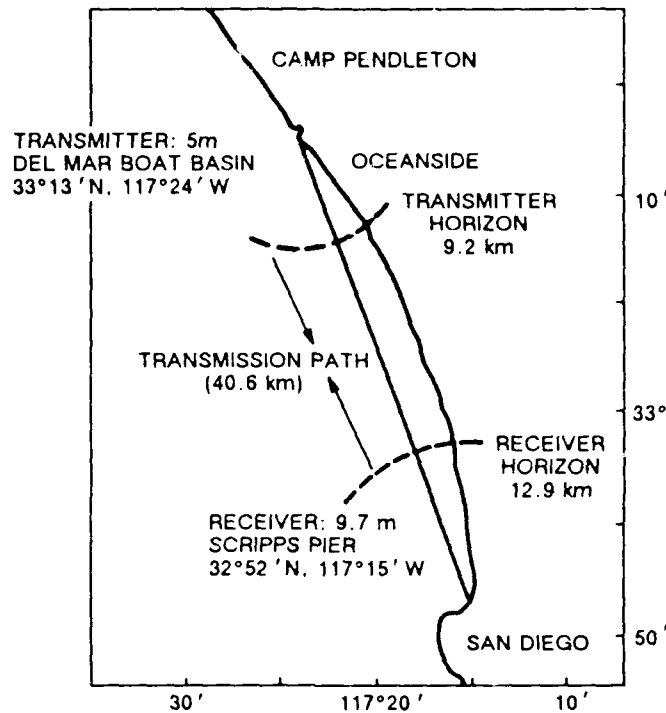 CAMP PENDLETON
TRANSMITTER: 5m
DEL MAR BOAT BASIN
33°13'N, 117°24'W
OCEANSIDE
TRANSMITTER
HORIZON
9.2 km
10'
TRANSMISSION PATH
(40.6 km)
33°
RECEIVER
HORIZON
12.9 km
RECEIVER: 9.7 m
SCRIPPS PIER
32°52'N, 117°15'W
SAN DIEGO
50'
30' 117°20' 10'